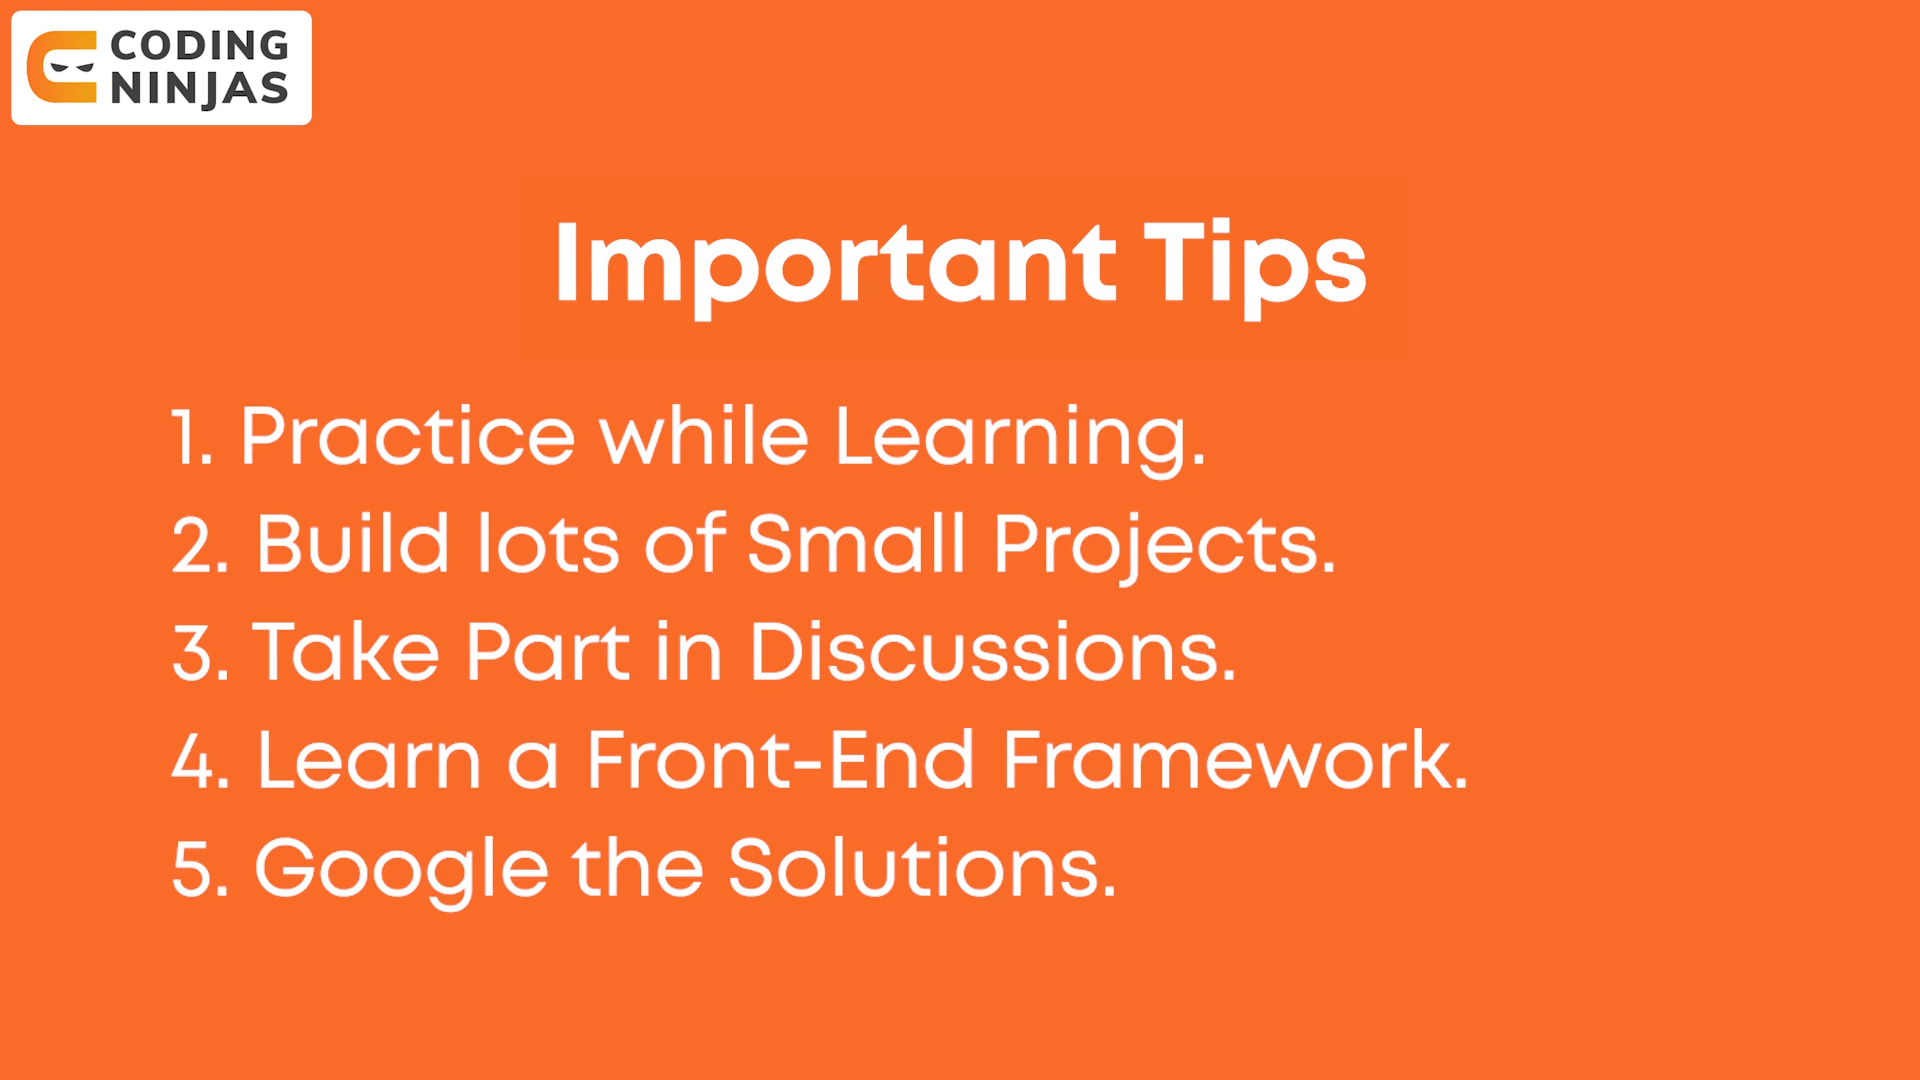 CODING
NINJAS
Important Tips
1. Practice while Learning.
2. Build lots of Small Projects.
3. Take Part in Discussions.
4. Learn a Front-End Framework.
5. Google the Solutions.